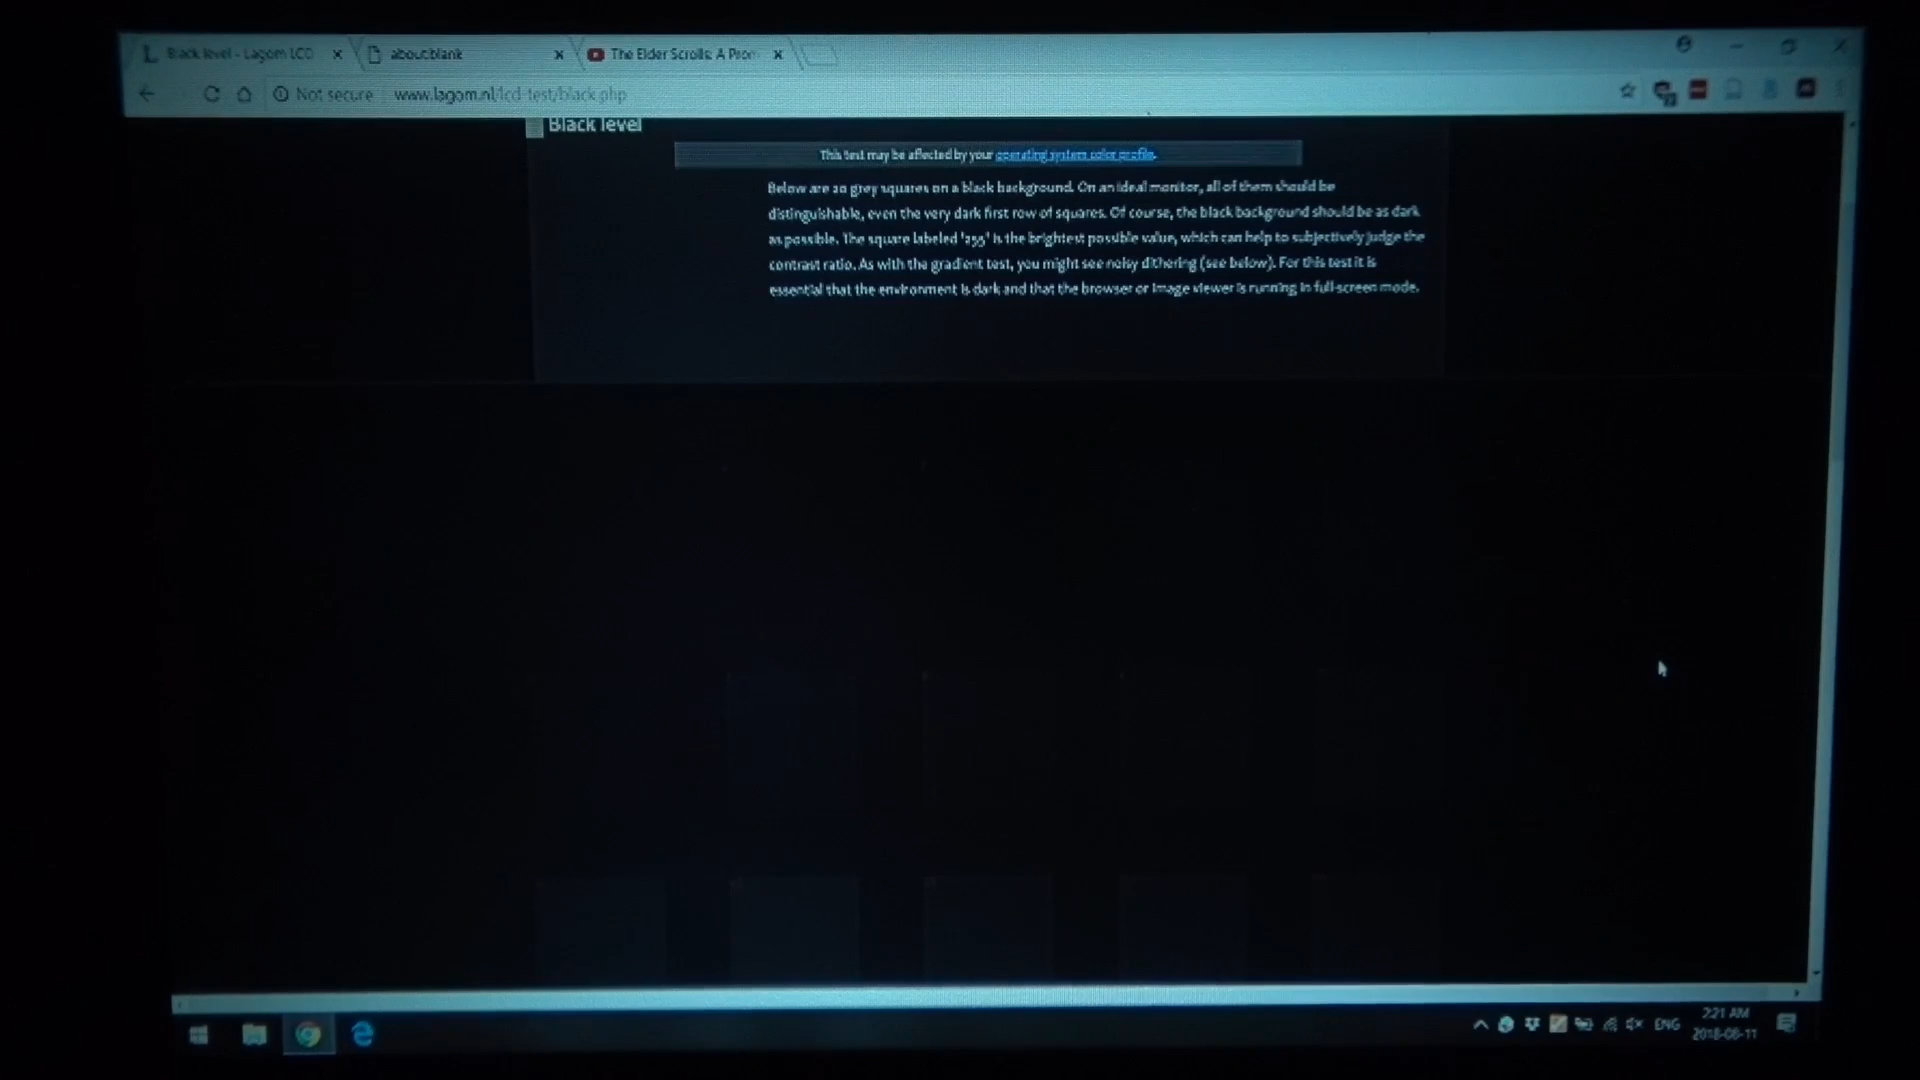 Black level - Lagom LCD
about:blank
The Elder Scrolls: A Prom
Not secure
www.lagom.nl/lcd-test/black.php
Black level
This test may be affected by your operating system color profile.
Below are 20 grey squares on a black background. On an ideal monitor, all of them should be
distinguishable, even the very dark first row of squares. Of course, the black background should be as dark
as possible. The square labeled '255' is the brightest possible value, which can help to subjectively judge the
contrast ratio. As with the gradient test, you might see noisy dithering (see below). For this test it is
essential that the environment is dark and that the browser or image viewer is running in full-screen mode.
ENG
2:21 AM
2018-06-11